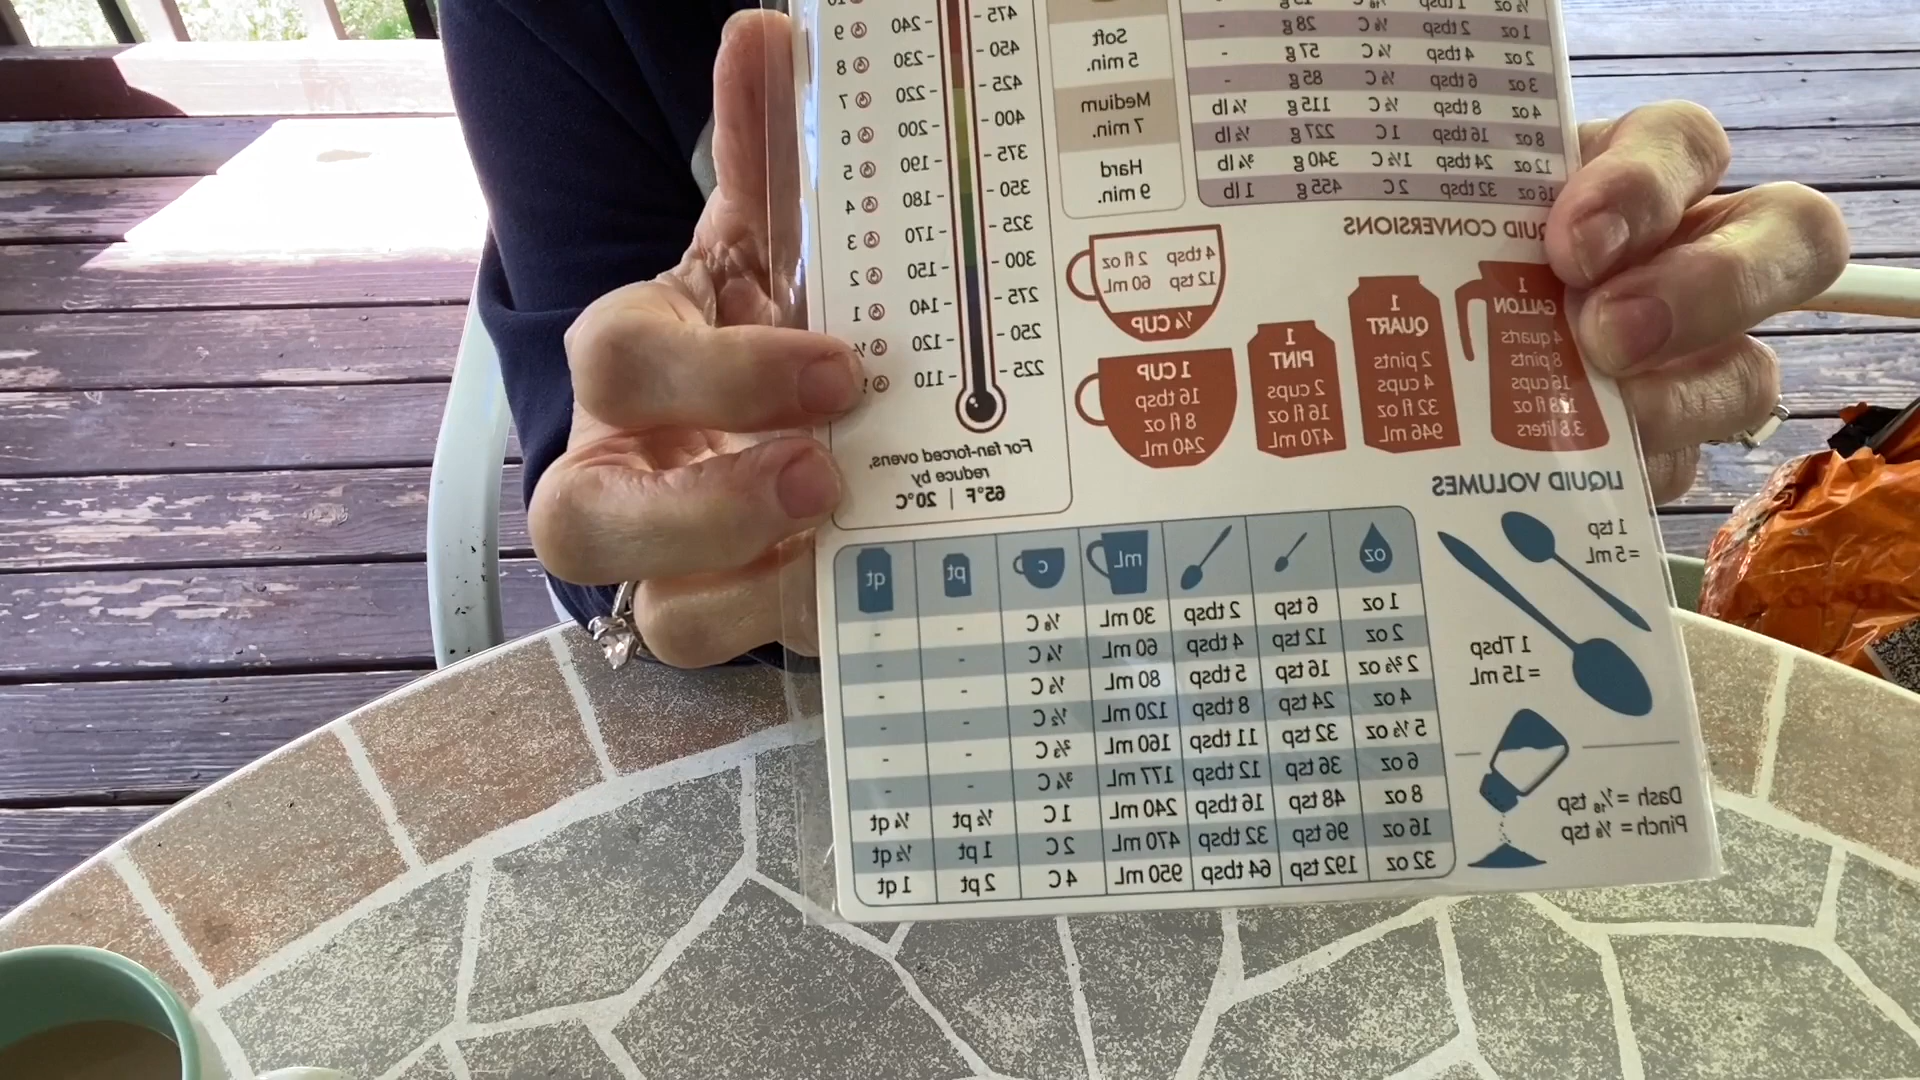 1 oz 2 tbsp ⅛ C 28 g -
2 oz 4 tbsp ¼ C 57 g -
3 oz 6 tbsp ⅓ C 85 g -
4 oz 8 tbsp ½ C 115 g ¼ lb
8 oz 16 tbsp 1 C 227 g ½ lb
12 oz 24 tbsp 1½ C 340 g ¾ lb
16 oz 32 tbsp 2 C 455 g 1 lb
Soft
5 min.
Medium
7 min.
Hard
9 min.
475 - - 240 9
450 - - 230 8
425 - - 220 7
400 - - 200 6
375 - - 190 5
350 - - 180 4
325 - - 170 3
300 - - 150 2
275 - - 140 1
250 - - 120
225 - - 110
For fan-forced ovens,
reduce by
65°F | 20°C
QUID CONVERSIONS
1
GALLON
4 quarts
8 pints
16 cups
128 fl oz
3.8 liters
1
QUART
2 pints
4 cups
32 fl oz
946 mL
1
PINT
2 cups
16 fl oz
470 mL
4 tbsp 2 fl oz
12 tsp 60 mL
¼ CUP
1 CUP
16 tbsp
8 fl oz
240 mL
LIQUID VOLUMES
1 tsp
= 5 mL
1 Tbsp
= 15 mL
Dash = 1/16 tsp
Pinch = ⅛ tsp
oz mL c pt qt
1 oz 6 tsp 2 tbsp 30 mL ⅛ C - -
2 oz 12 tsp 4 tbsp 60 mL ¼ C - -
2 ⅔ oz 16 tsp 5 tbsp 80 mL ⅓ C - -
4 oz 24 tsp 8 tbsp 120 mL ½ C - -
5 ⅓ oz 32 tsp 11 tbsp 160 mL ⅔ C - -
6 oz 36 tsp 12 tbsp 177 mL ¾ C - -
8 oz 48 tsp 16 tbsp 240 mL 1 C ½ pt ¼ qt
16 oz 96 tsp 32 tbsp 470 mL 2 C 1 pt ½ qt
32 oz 192 tsp 64 tbsp 950 mL 4 C 2 pt 1 qt